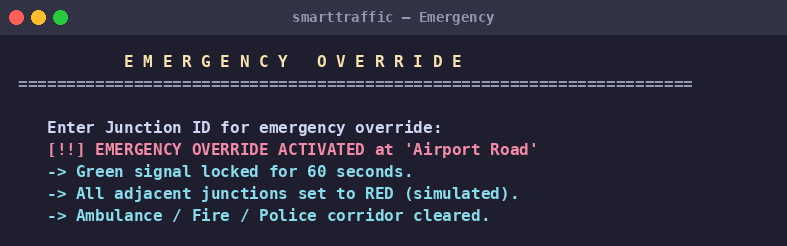 smarttraffic — Emergency
E M E R G E N C Y   O V E R R I D E
======================================================================
Enter Junction ID for emergency override:
[!!] EMERGENCY OVERRIDE ACTIVATED at 'Airport Road'
-> Green signal locked for 60 seconds.
-> All adjacent junctions set to RED (simulated).
-> Ambulance / Fire / Police corridor cleared.